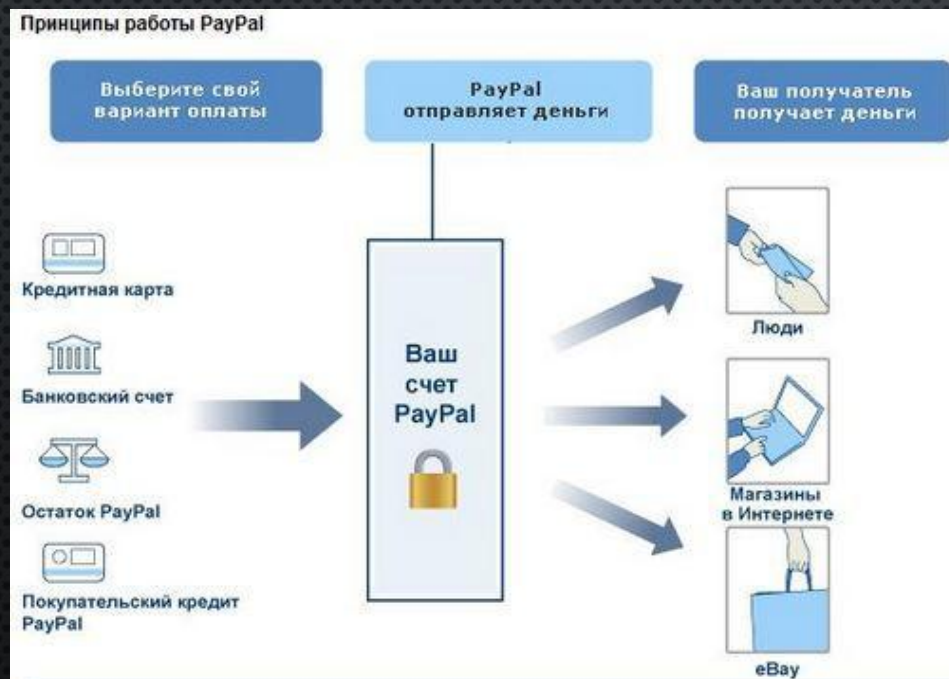 Принципы работы PayPal
Выберите свой
вариант оплаты
PayPal
отправляет деньги
Ваш получатель
получает деньги
Кредитная карта
Банковский счет
Остаток PayPal
Покупательский кредит
PayPal
Ваш
счет
PayPal
Люди
Магазины
в Интернете
eBay